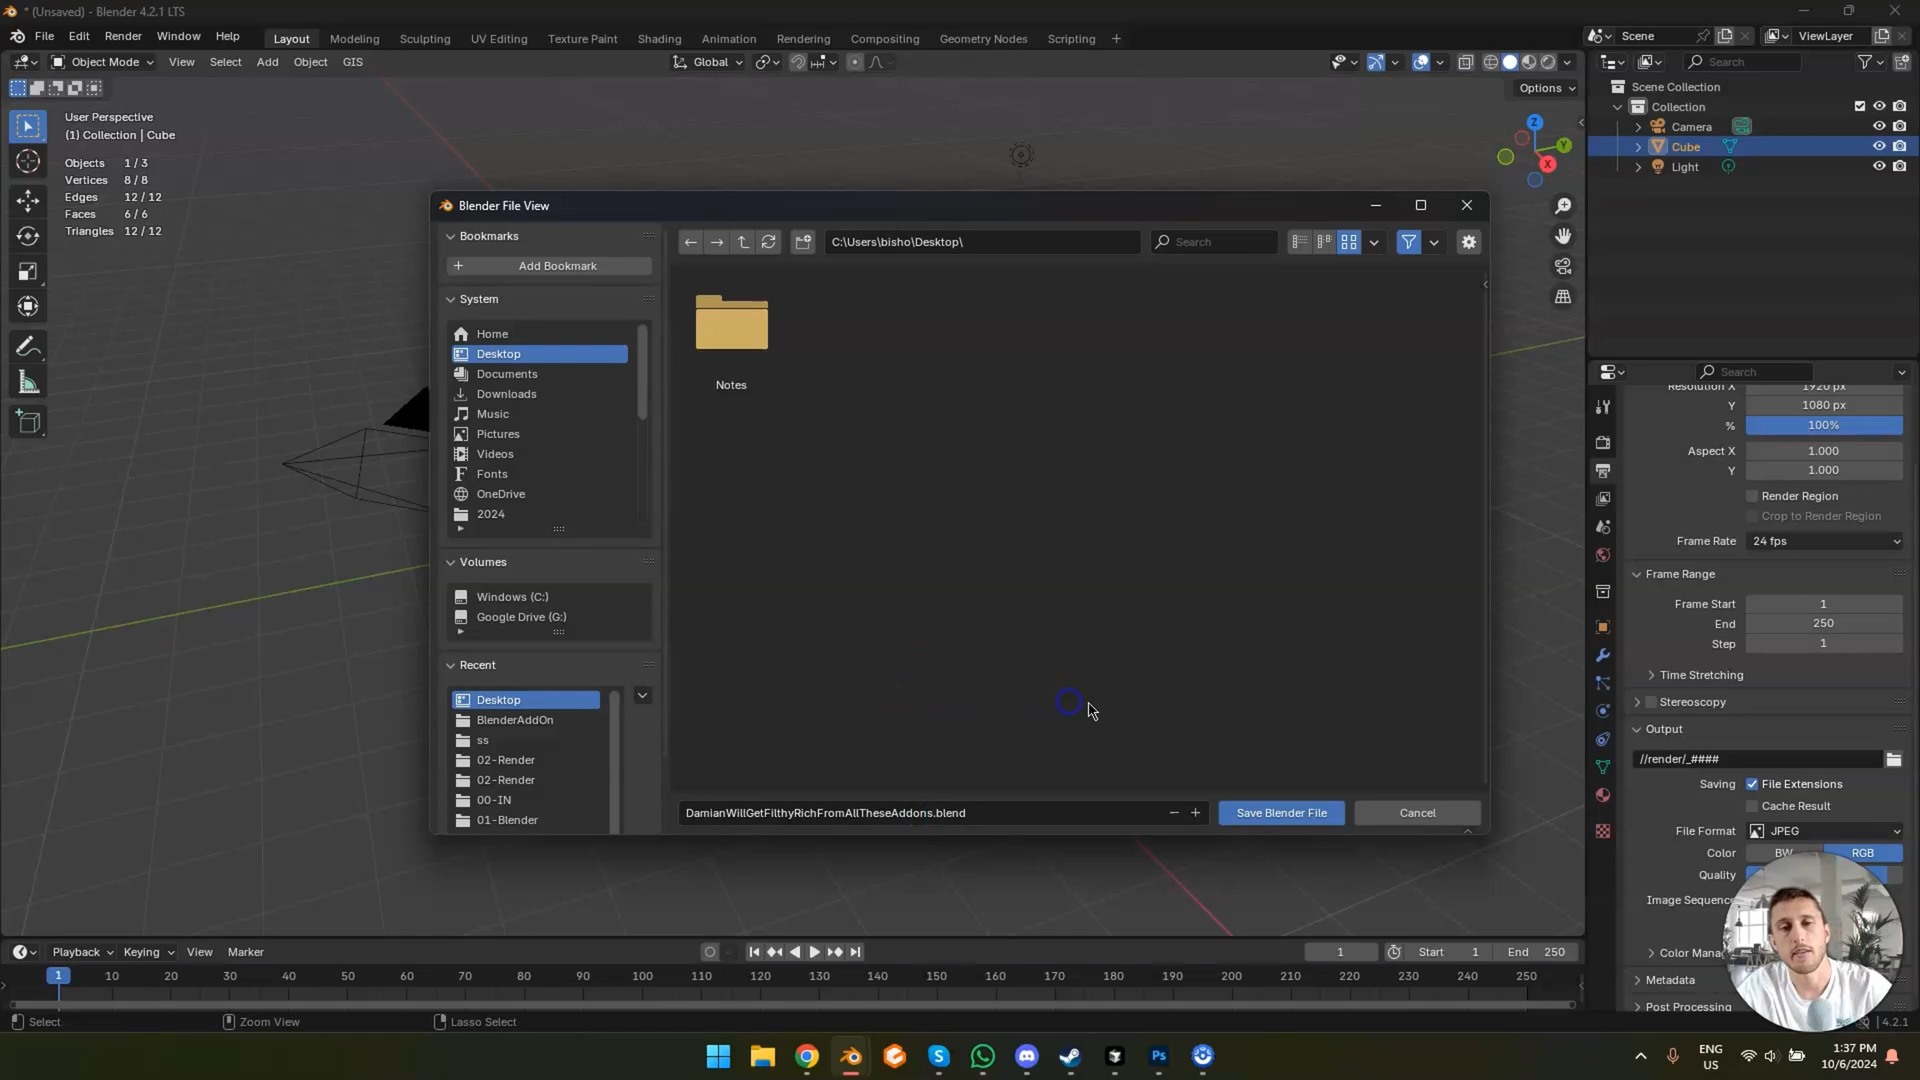 * (Unsaved) - Blender 4.2.1 LTS
File Edit Render Window Help
Layout Modeling Sculpting UV Editing Texture Paint Shading Animation Rendering Compositing Geometry Nodes Scripting +
Scene
ViewLayer
Object Mode
View Select Add Object GIS
Global
Search
Options
User Perspective
(1) Collection | Cube
Objects 1 / 3
Vertices 8 / 8
Edges 12 / 12
Faces 6 / 6
Triangles 12 / 12
Z
Y
X
Scene Collection
Collection
Camera
Cube
Light
Blender File View
Bookmarks
+ Add Bookmark
System
Home
Desktop
Documents
Downloads
Music
Pictures
Videos
Fonts
OneDrive
2024
Volumes
Windows (C:)
Google Drive (G:)
Recent
Desktop
BlenderAddOn
ss
02-Render
02-Render
00-IN
01-Blender
C:\Users\bisho\Desktop\
Search
Notes
DamianWillGetFilthyRichFromAllTheseAddons.blend
Save Blender File
Cancel
Search
Resolution X 1920 px
Y 1080 px
% 100%
Aspect X 1.000
Y 1.000
Render Region
Crop to Render Region
Frame Rate 24 fps
Frame Range
Frame Start 1
End 250
Step 1
Time Stretching
Stereoscopy
Output
//render/_####
Saving File Extensions
Cache Result
File Format JPEG
Color BW RGB
Quality
Image Sequence
Color Mana
Metadata
Post Processing
Playback Keying View Marker
1
Start 1
End 250
1 10 20 30 40 50 60 70 80 90 100 110 120 130 140 150 160 170 180 190 200 210 220 230 240 250
Select
Zoom View
Lasso Select
4.2.1
Ps
ENG
US
1:37 PM
10/6/2024